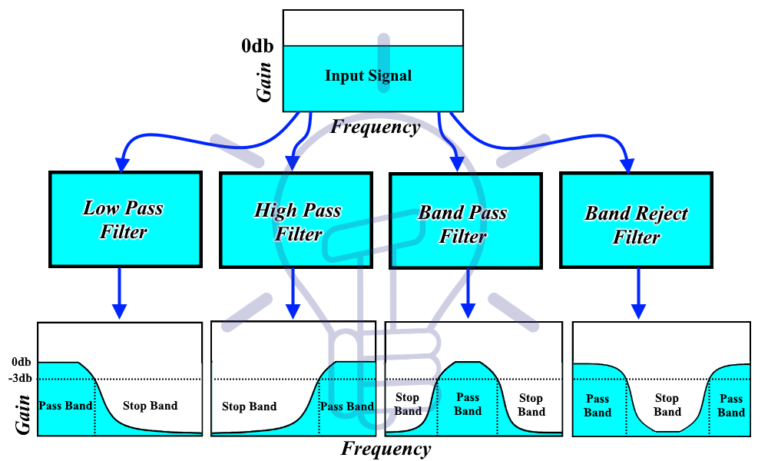 0db
Gain
Input Signal
Frequency
Low Pass
Filter
High Pass
Filter
Band Pass
Filter
Band Reject
Filter
0db
-3db
Gain
Pass Band
Stop Band
Stop Band
Pass Band
Stop
Band
Pass
Band
Stop
Band
Pass
Band
Stop
Band
Pass
Band
Frequency